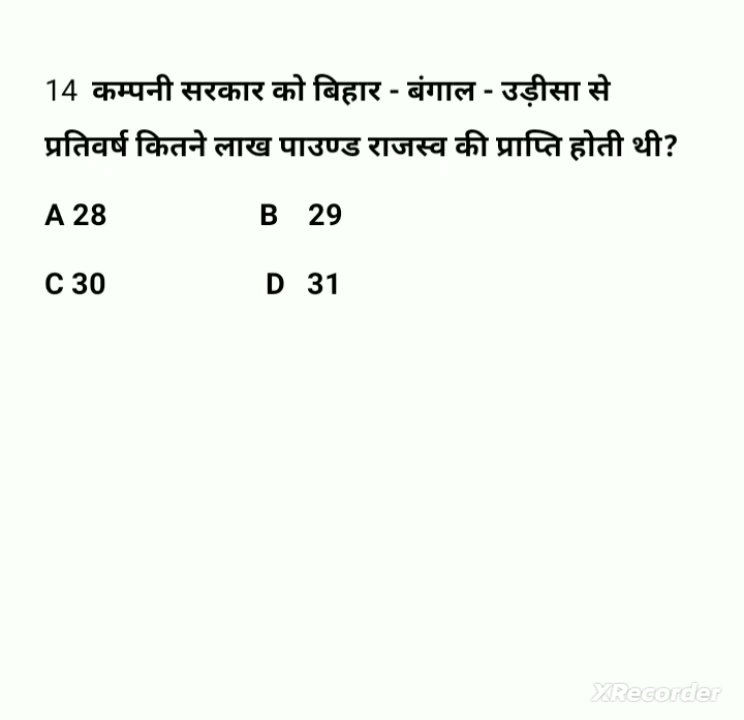 14 कम्पनी सरकार को बिहार - बंगाल - उड़ीसा से
प्रतिवर्ष कितने लाख पाउण्ड राजस्व की प्राप्ति होती थी?
A 28 B 29
C 30 D 31
XRecorder